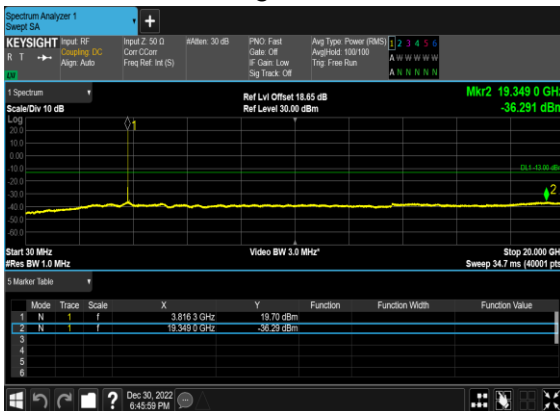 Spectrum Analyzer 1
Swept SA
KEYSIGHT Input: RF Input Z: 50 Ω #Atten: 30 dB PNO: Fast Avg Type: Power (RMS) 1 2 3 4 5 6
R T Coupling: DC Corr CCorr Gate: Off Avg|Hold: 100/100 A W W W W W
Align: Auto Freq Ref: Int (S) IF Gain: Low Trig: Free Run
Sig Track: Off A N N N N N
1 Spectrum
Scale/Div 10 dB
Ref Lvl Offset 18.65 dB
Ref Level 30.00 dBm
Mkr2 19.349 0 GHz
-36.291 dBm
Log
20.0
10.0
0.00
-10.0
-20.0
-30.0
-40.0
-50.0
-60.0
1
DL1 -13.00 dBm
2
Start 30 MHz Video BW 3.0 MHz* Stop 20.000 GH
#Res BW 1.0 MHz Sweep 34.7 ms (40001 pts
5 Marker Table
Mode Trace Scale X Y Function Function Width Function Value
1 N 1 f 3.816 3 GHz 19.70 dBm
2 N 1 f 19.349 0 GHz -36.29 dBm
3
4
5
6
? Dec 30, 2022
6:45:59 PM